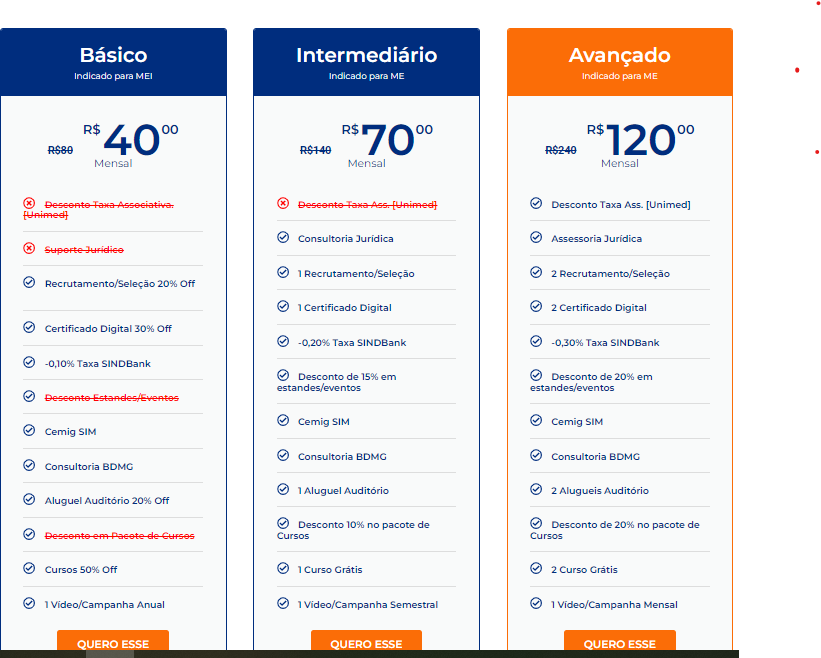 Básico
Indicado para MEI
R$80 R$ 40 00
Mensal
Desconto Taxa Associativa.
[Unimed]
Suporte Jurídico
Recrutamento/Seleção 20% Off
Certificado Digital 30% Off
-0,10% Taxa SINDBank
Desconto Estandes/Eventos
Cemig SIM
Consultoria BDMG
Aluguel Auditório 20% Off
Desconto em Pacote de Cursos
Cursos 50% Off
1 Vídeo/Campanha Anual
QUERO ESSE
Intermediário
Indicado para ME
R$140 R$ 70 00
Mensal
Desconto Taxa Ass. [Unimed]
Consultoria Jurídica
1 Recrutamento/Seleção
1 Certificado Digital
-0,20% Taxa SINDBank
Desconto de 15% em
estandes/eventos
Cemig SIM
Consultoria BDMG
1 Aluguel Auditório
Desconto 10% no pacote de
Cursos
1 Curso Grátis
1 Vídeo/Campanha Semestral
QUERO ESSE
Avançado
Indicado para ME
R$240 R$ 120 00
Mensal
Desconto Taxa Ass. [Unimed]
Assessoria Jurídica
2 Recrutamento/Seleção
2 Certificado Digital
-0,30% Taxa SINDBank
Desconto de 20% em
estandes/eventos
Cemig SIM
Consultoria BDMG
2 Alugueis Auditório
Desconto de 20% no pacote de
Cursos
2 Curso Grátis
1 Vídeo/Campanha Mensal
QUERO ESSE